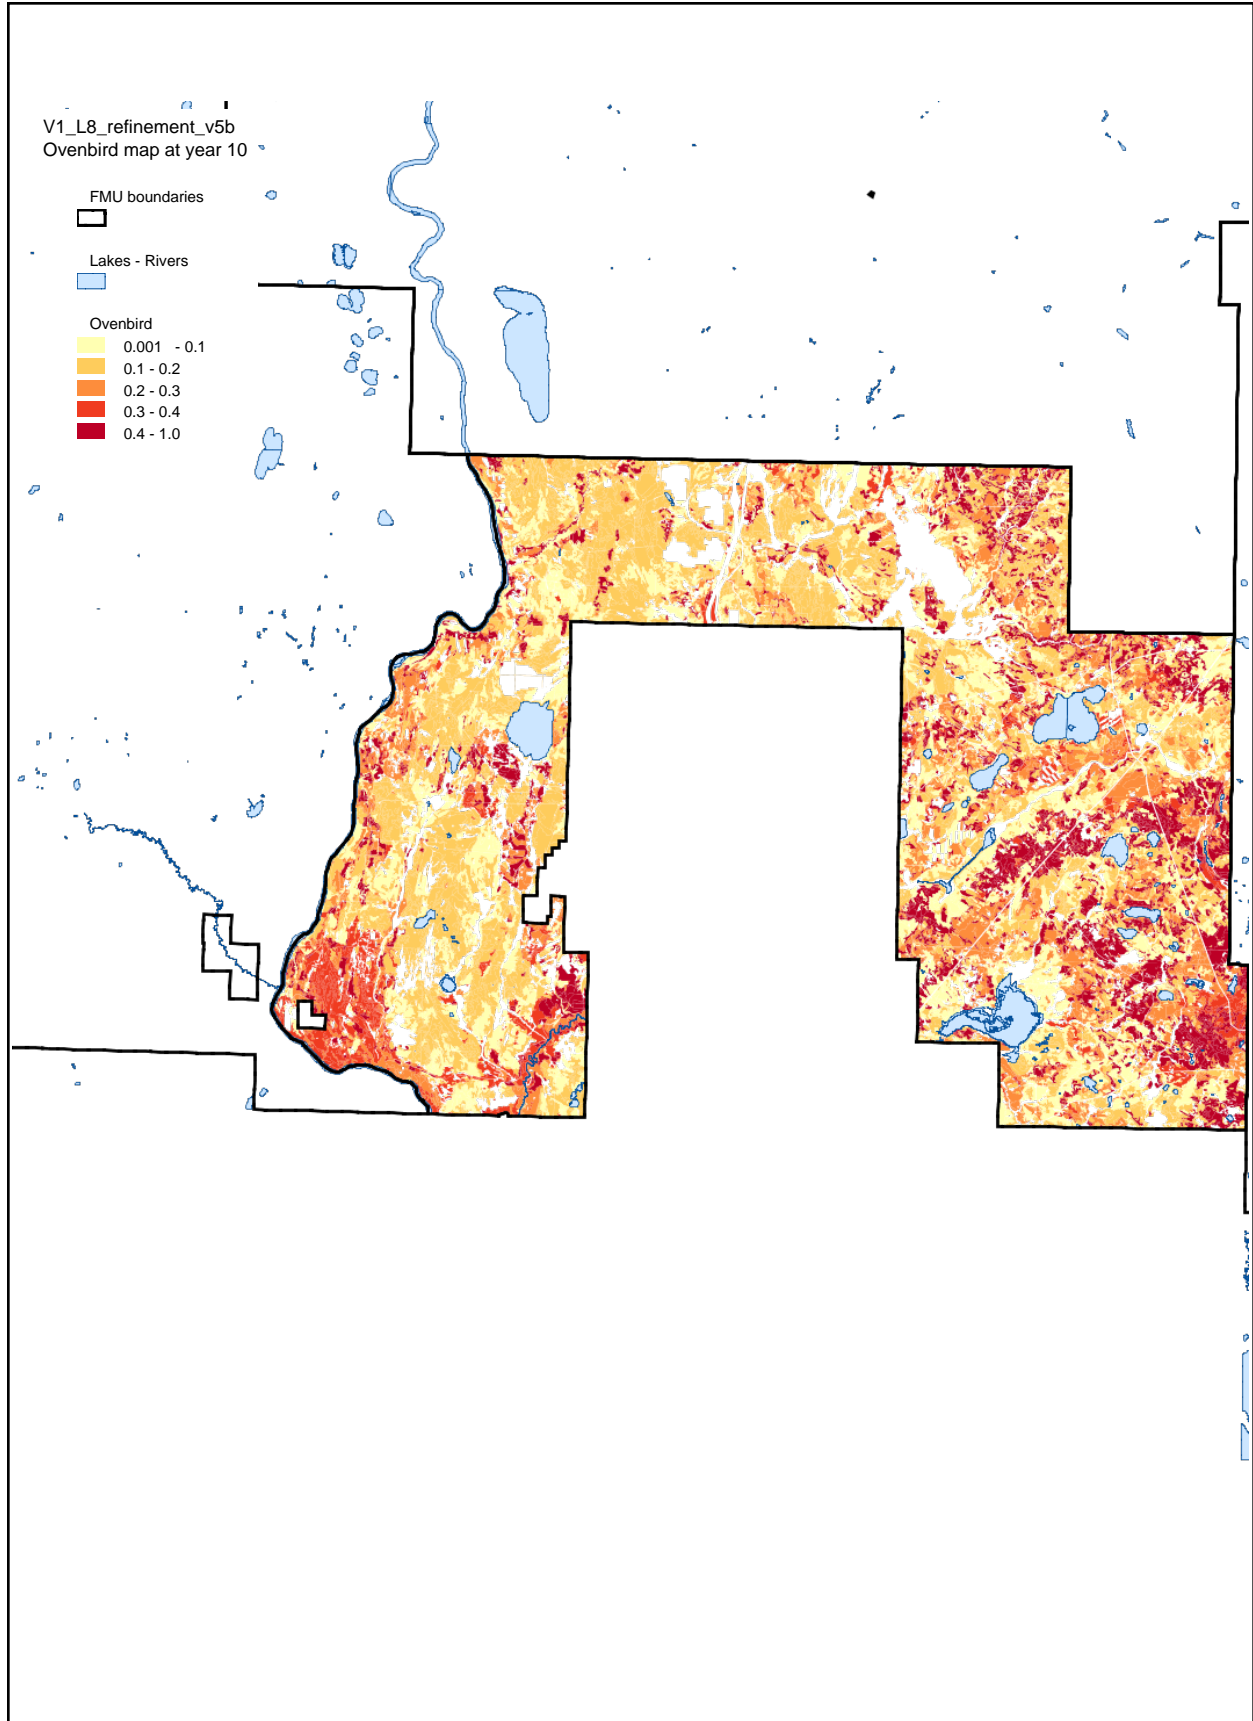 V1_L8_refinement_v5b
Ovenbird map at year 10
FMU boundaries
Lakes - Rivers
Ovenbird
0.001 - 0.1
0.1 - 0.2
0.2 - 0.3
0.3 - 0.4
0.4 - 1.0